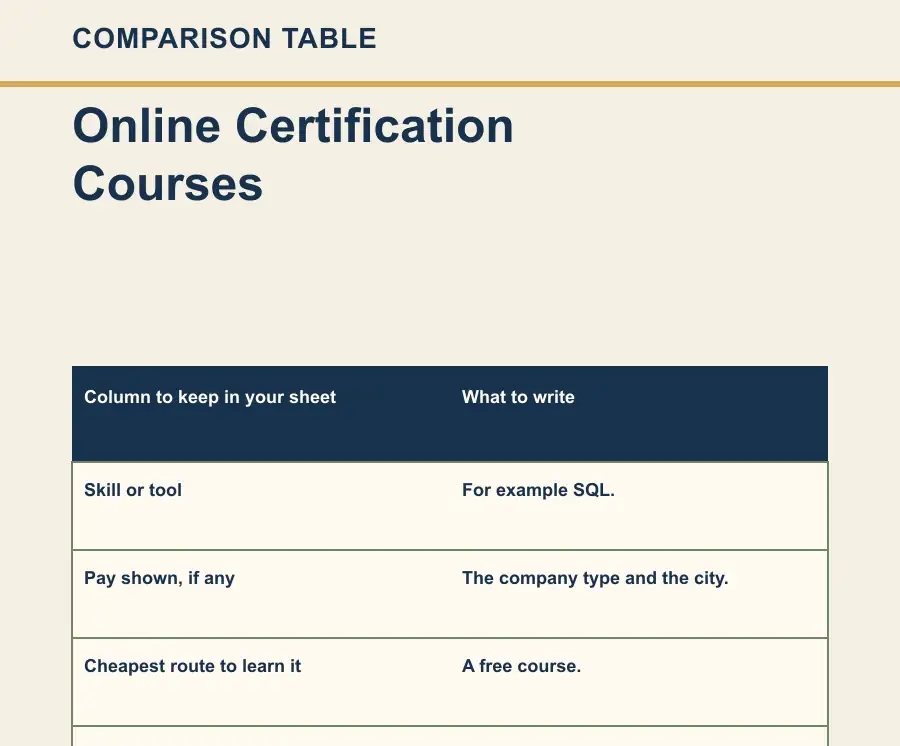 COMPARISON TABLE
Online Certification
Courses
Column to keep in your sheet What to write
Skill or tool For example SQL.
Pay shown, if any The company type and the city.
Cheapest route to learn it A free course.